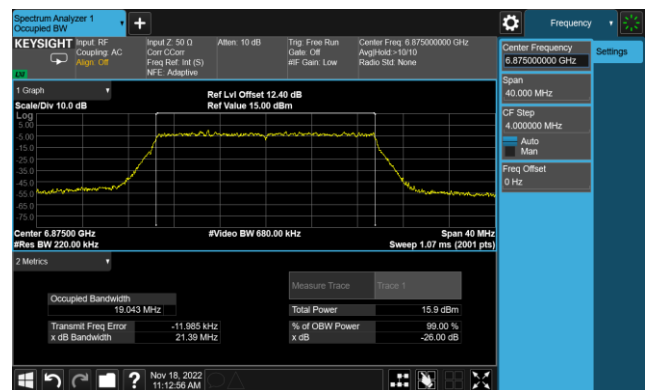 Spectrum Analyzer 1
Occupied BW
+
Frequency
KEYSIGHT Input: RF
Coupling: AC
Align: Off
Input Z: 50 Ω
Corr CCorr
Freq Ref: Int (S)
NFE: Adaptive
Atten: 10 dB
Trig: Free Run
Gate: Off
#IF Gain: Low
Center Freq: 6.875000000 GHz
Avg|Hold:>10/10
Radio Std: None
LXI
Center Frequency
6.875000000 GHz
Settings
Span
40.000 MHz
CF Step
4.000000 MHz
Auto
Man
Freq Offset
0 Hz
1 Graph
Scale/Div 10.0 dB
Ref Lvl Offset 12.40 dB
Ref Value 15.00 dBm
Log
5.00
-5.00
-15.0
-25.0
-35.0
-45.0
-55.0
-65.0
-75.0
Center 6.87500 GHz
#Res BW 220.00 kHz
#Video BW 680.00 kHz
Span 40 MHz
Sweep 1.07 ms (2001 pts)
2 Metrics
Measure Trace Trace 1
Occupied Bandwidth
19.043 MHz
Total Power 15.9 dBm
Transmit Freq Error -11.985 kHz
% of OBW Power 99.00 %
x dB Bandwidth 21.39 MHz
x dB -26.00 dB
?
Nov 18, 2022
11:12:56 AM